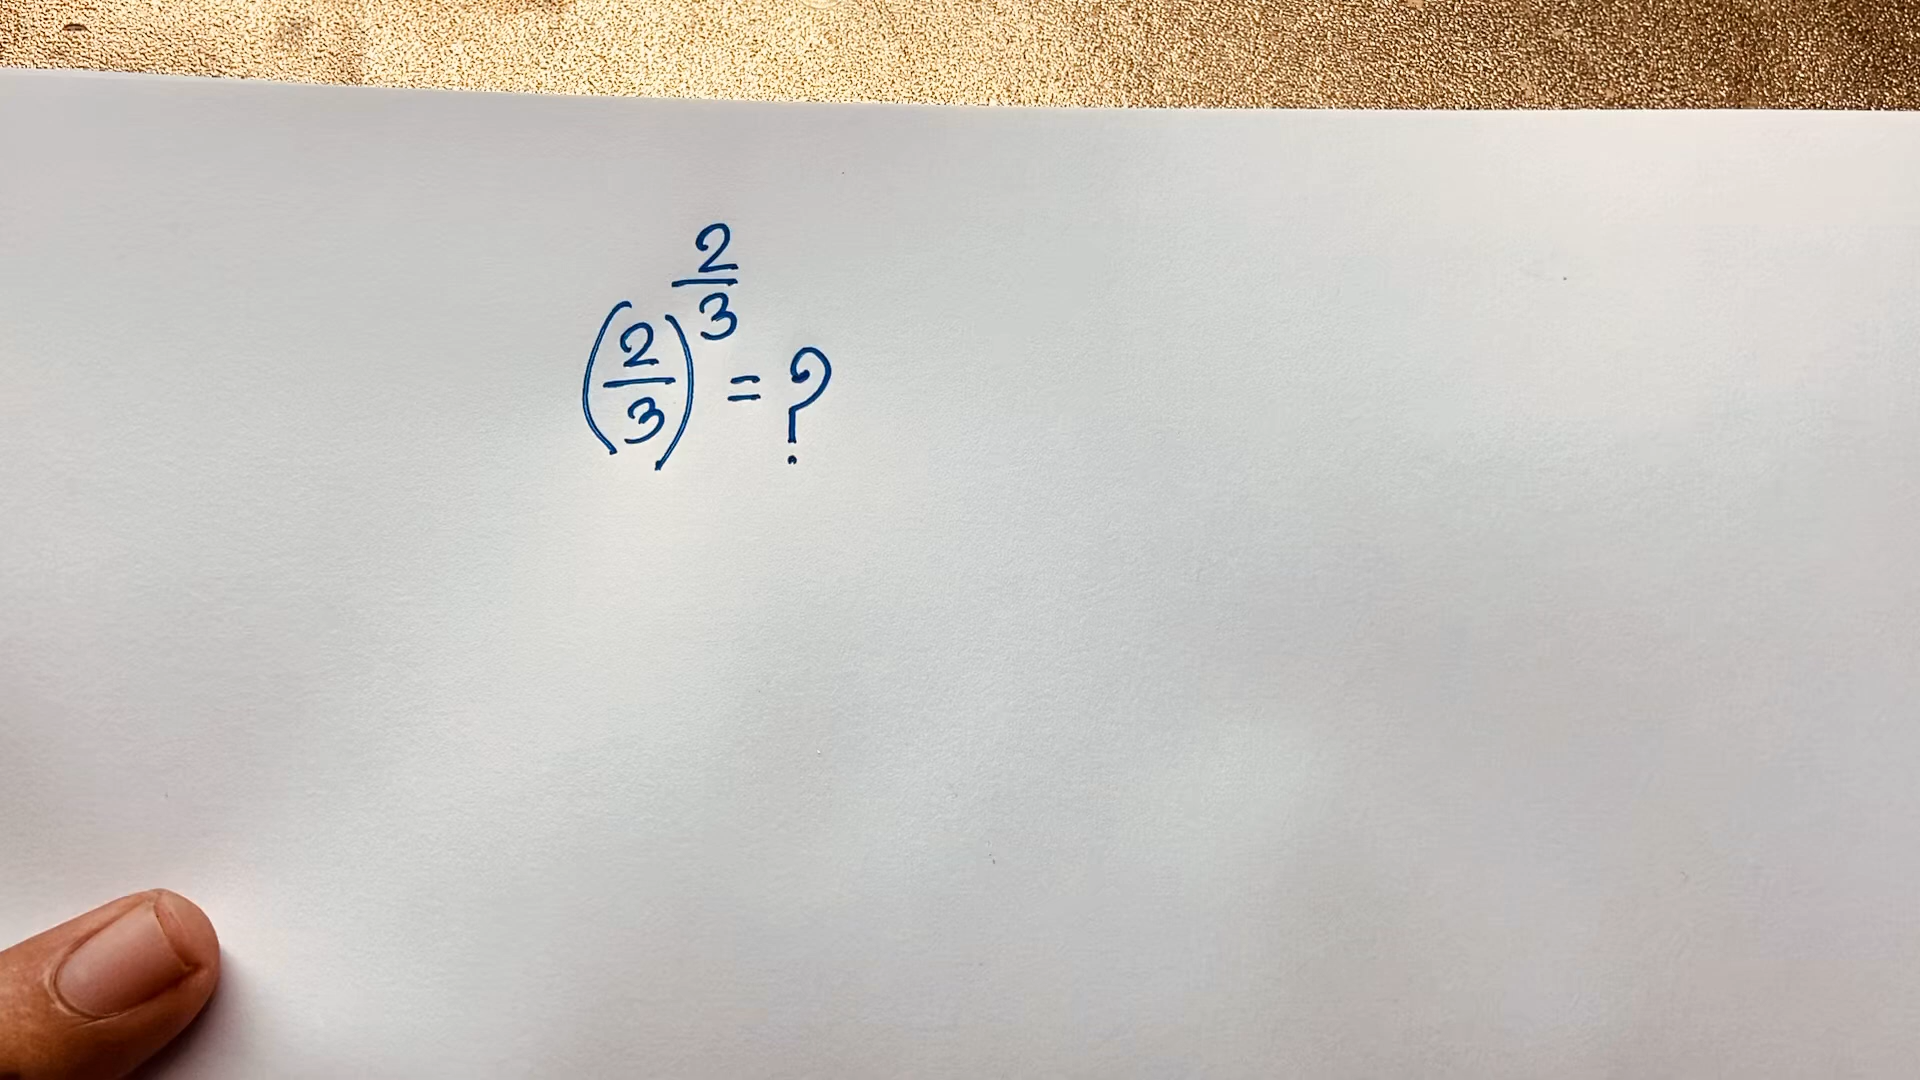 (2/3)^(2/3) = ?